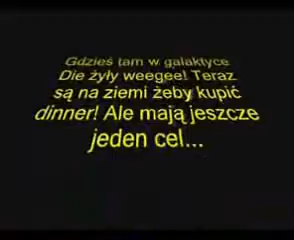 Gdzieś tam w galaktyce
Die żyły weegee! Teraz
są na ziemi żeby kupić
dinner! Ale mają jeszcze
jeden cel...